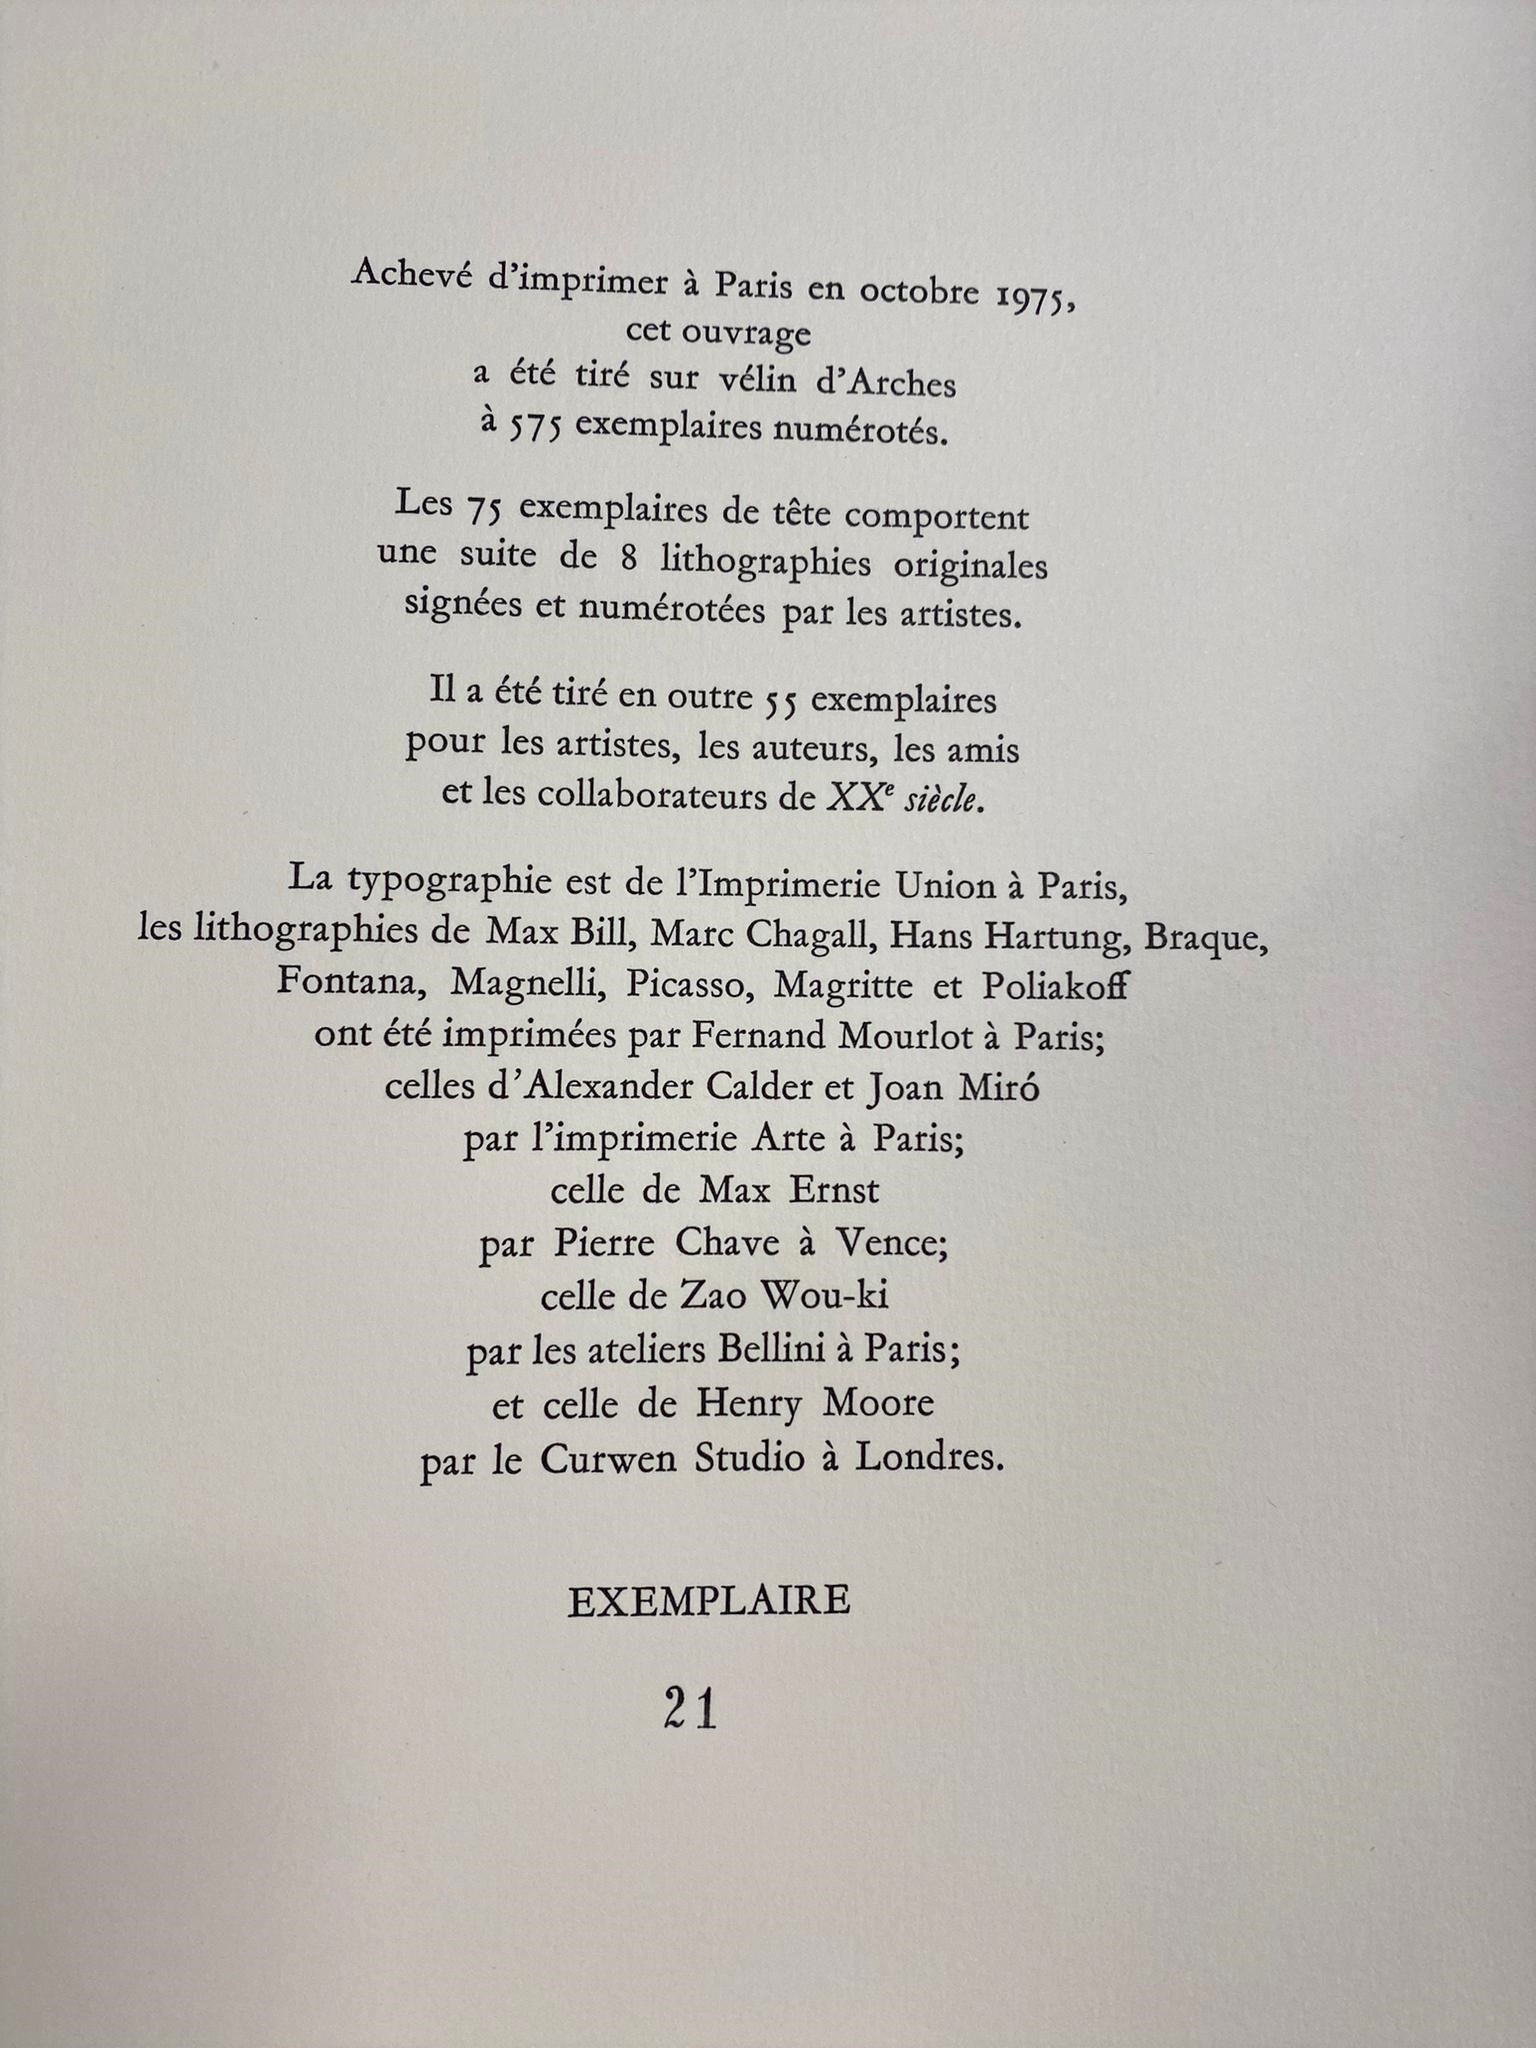 Achevé d'imprimer à Paris en octobre 1975,
cet ouvrage
a été tiré sur vélin d'Arches
à 575 exemplaires numérotés.
Les 75 exemplaires de tête comportent
une suite de 8 lithographies originales
signées et numérotées par les artistes.
Il a été tiré en outre 55 exemplaires
pour les artistes, les auteurs, les amis
et les collaborateurs de XXe siècle.
La typographie est de l'Imprimerie Union à Paris,
les lithographies de Max Bill, Marc Chagall, Hans Hartung, Braque,
Fontana, Magnelli, Picasso, Magritte et Poliakoff
ont été imprimées par Fernand Mourlot à Paris;
celles d'Alexander Calder et Joan Miró
par l'imprimerie Arte à Paris;
celle de Max Ernst
par Pierre Chave à Vence;
celle de Zao Wou-ki
par les ateliers Bellini à Paris;
et celle de Henry Moore
par le Curwen Studio à Londres.
EXEMPLAIRE
21